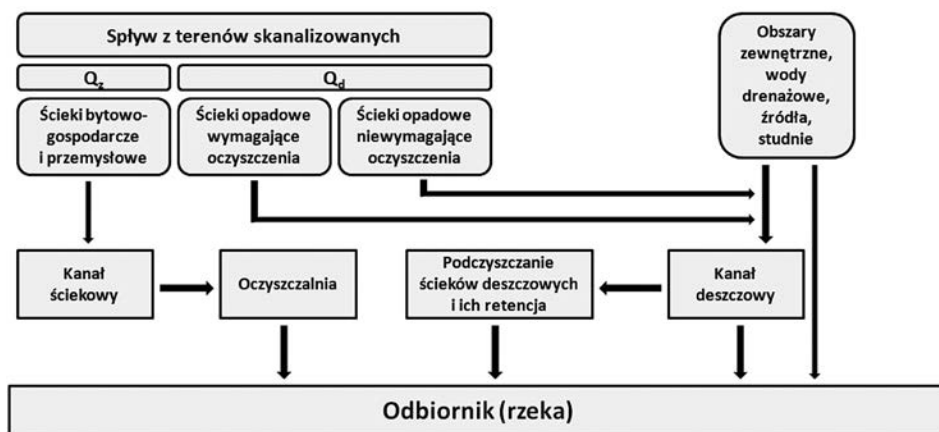 Spływ z terenów skanalizowanych
Qz
Qd
Ścieki bytowo-
gospodarcze
i przemysłowe
Ścieki opadowe
wymagające
oczyszczenia
Ścieki opadowe
niewymagające
oczyszczenia
Obszary
zewnętrzne,
wody
drenażowe,
źródła,
studnie
Kanał
ściekowy
Oczyszczalnia
Podczyszczanie
ścieków deszczowych
i ich retencja
Kanał
deszczowy
Odbiornik (rzeka)